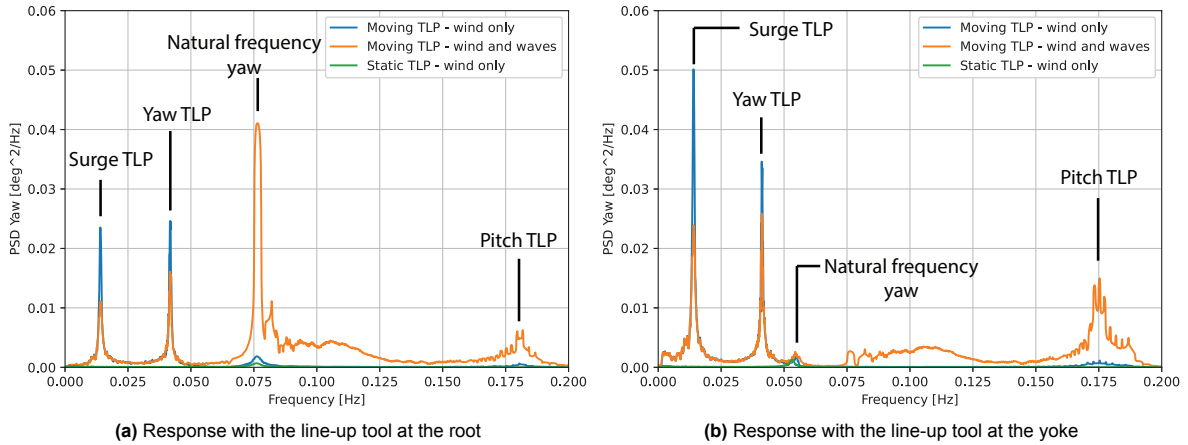 Moving TLP - wind only
Moving TLP - wind and waves
Static TLP - wind only
Natural frequency
yaw
Yaw TLP
Surge TLP
Pitch TLP
PSD Yaw [deg^2/Hz]
0.06
0.05
0.04
0.03
0.02
0.01
0.00
0.000 0.025 0.050 0.075 0.100 0.125 0.150 0.175 0.200
Frequency [Hz]
(a) Response with the line-up tool at the root
Moving TLP - wind only
Moving TLP - wind and waves
Static TLP - wind only
Surge TLP
Yaw TLP
Pitch TLP
Natural frequency
yaw
PSD Yaw [deg^2/Hz]
0.06
0.05
0.04
0.03
0.02
0.01
0.00
0.000 0.025 0.050 0.075 0.100 0.125 0.150 0.175 0.200
Frequency [Hz]
(b) Response with the line-up tool at the yoke